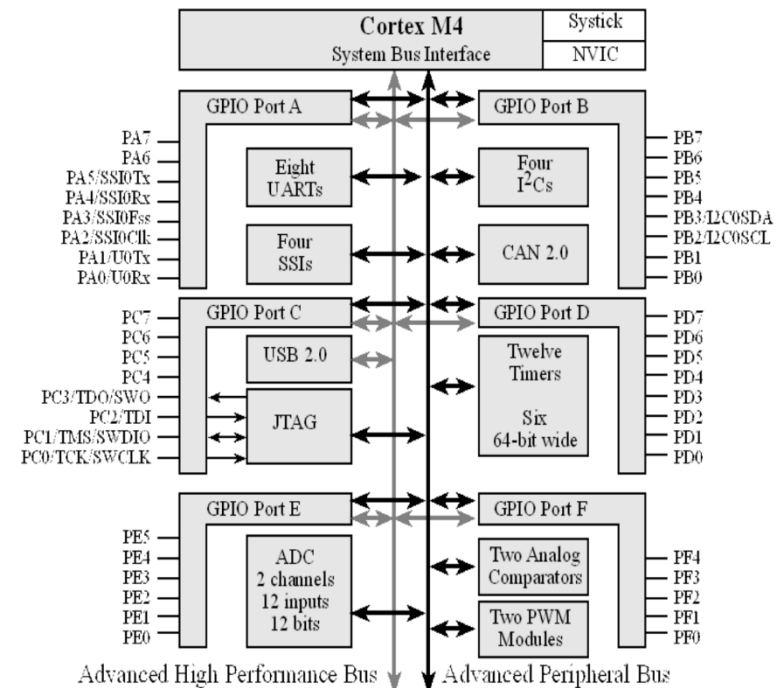 Cortex M4
System Bus Interface
Systick
NVIC
GPIO Port A
GPIO Port B
PA7
PA6
PA5/SSI0Tx
PA4/SSI0Rx
PA3/SSI0Fss
PA2/SSI0Clk
PA1/U0Tx
PA0/U0Rx
Eight
UARTs
Four
SSIs
Four
I²Cs
CAN 2.0
PB7
PB6
PB5
PB4
PB3/I2C0SDA
PB2/I2C0SCL
PB1
PB0
GPIO Port C
GPIO Port D
PC7
PC6
PC5
PC4
PC3/TDO/SWO
PC2/TDI
PC1/TMS/SWDIO
PC0/TCK/SWCLK
USB 2.0
JTAG
Twelve
Timers
Six
64-bit wide
PD7
PD6
PD5
PD4
PD3
PD2
PD1
PD0
GPIO Port E
GPIO Port F
PE5
PE4
PE3
PE2
PE1
PE0
ADC
2 channels
12 inputs
12 bits
Two Analog
Comparators
Two PWM
Modules
PF4
PF3
PF2
PF1
PF0
Advanced High Performance Bus
Advanced Peripheral Bus